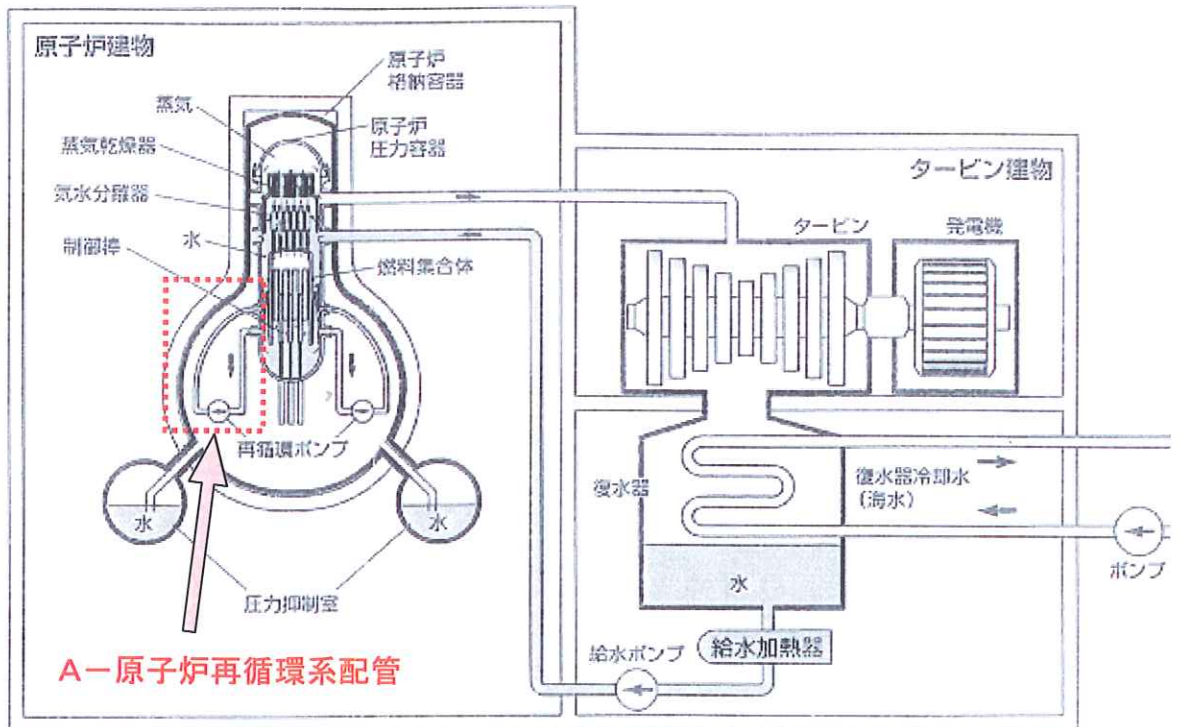 原子炉建物
原子炉
格納容器
蒸気
原子炉
圧力容器
蒸気乾燥器
気水分離器
水
制御棒
燃料集合体
再循環ポンプ
水
水
圧力抑制室
A－原子炉再循環系配管
タービン建物
タービン
発電機
復水器
復水器冷却水
（海水）
ポンプ
水
給水加熱器
給水ポンプ